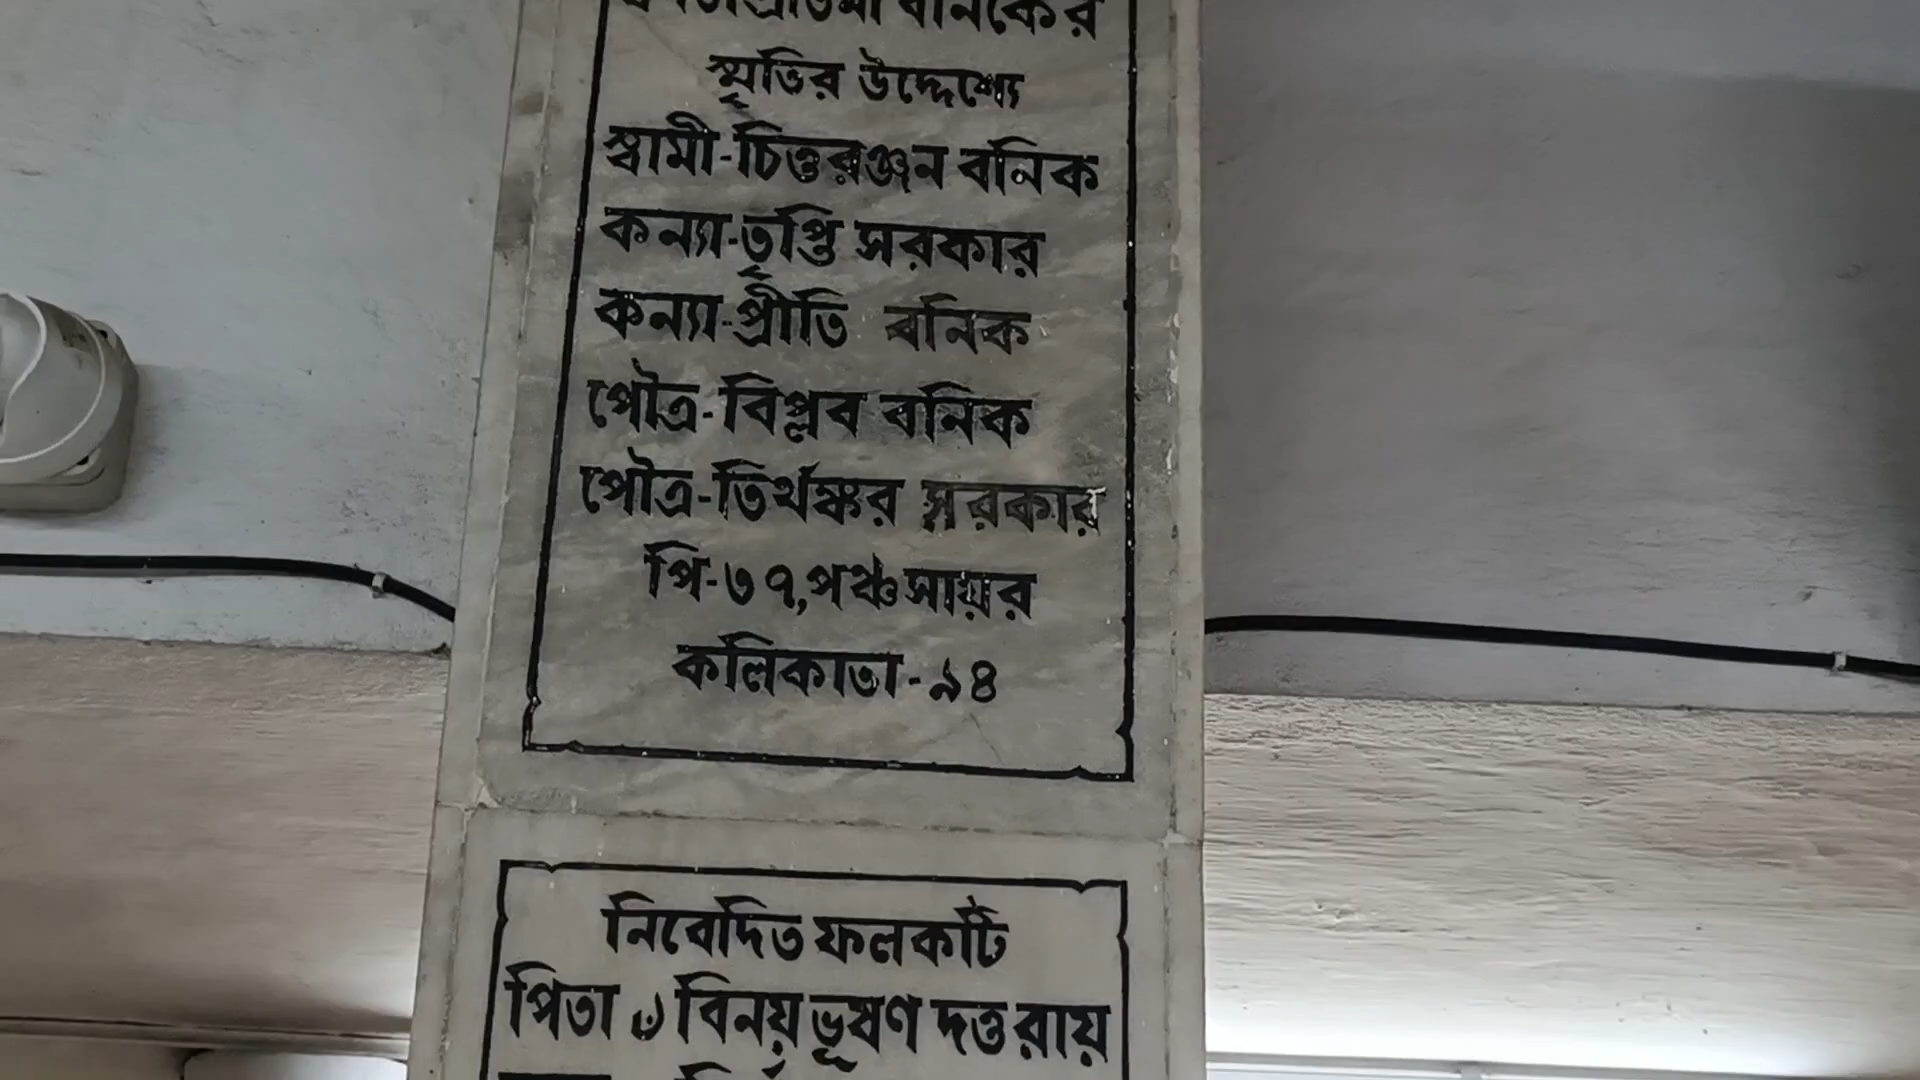 বনিকের
স্মৃতির উদ্দেশ্যে
স্বামী-চিত্তরঞ্জন বনিক
কন্যা-তৃপ্তি সরকার
কন্যা-প্রীতি বনিক
পৌত্র-বিপ্লব বনিক
পৌত্র-তির্থঙ্কর সরকার
পি-৩৭,পঞ্চসায়র
কলিকাতা-৯৪
নিবেদিত ফলকটি
পিতা ৺ বিনয় ভূষণ দত্ত রায়